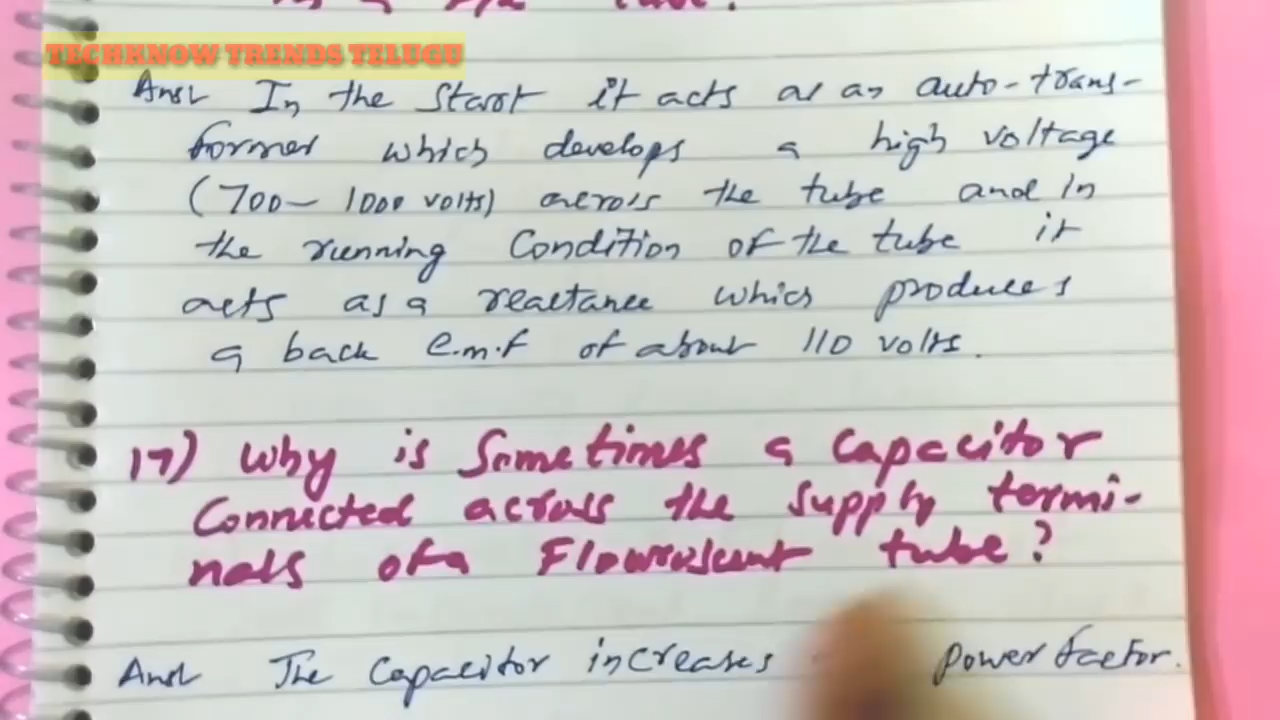 tube.
TECHKNOW TRENDS TELUGU
Ans: In the start it acts as an auto-trans-
former which develops a high voltage
(700- 1000 volts) across the tube and in
the running Condition of the tube it
acts as a reactance which produces
a back e.m.f of about 110 volts.
17) Why is Sometimes a capacitor
Connected across the supply termi-
nals of a Flourescent tube?
Ans: The Capacitor increases power factor.